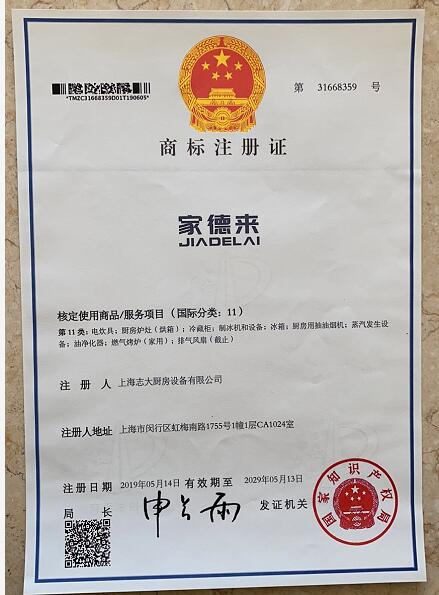 *TMZC31668359D01T190605*
第 31668359 号
商标注册证
家德来
JIADELAI
核定使用商品/服务项目（国际分类：11）
第11类：电炊具；厨房炉灶（烘箱）；冷藏柜；制冰机和设备；冰箱；厨房用抽油烟机；蒸汽发生设
备；油净化器；燃气烤炉（家用）；排气风扇（截止）
注 册 人 上海志大厨房设备有限公司
注册人地址 上海市闵行区虹梅南路1755号1幢1层CA1024室
注册日期 2019年05月14日 有效期至 2029年05月13日
局 长 申长雨 发证机关
国家知识产权局